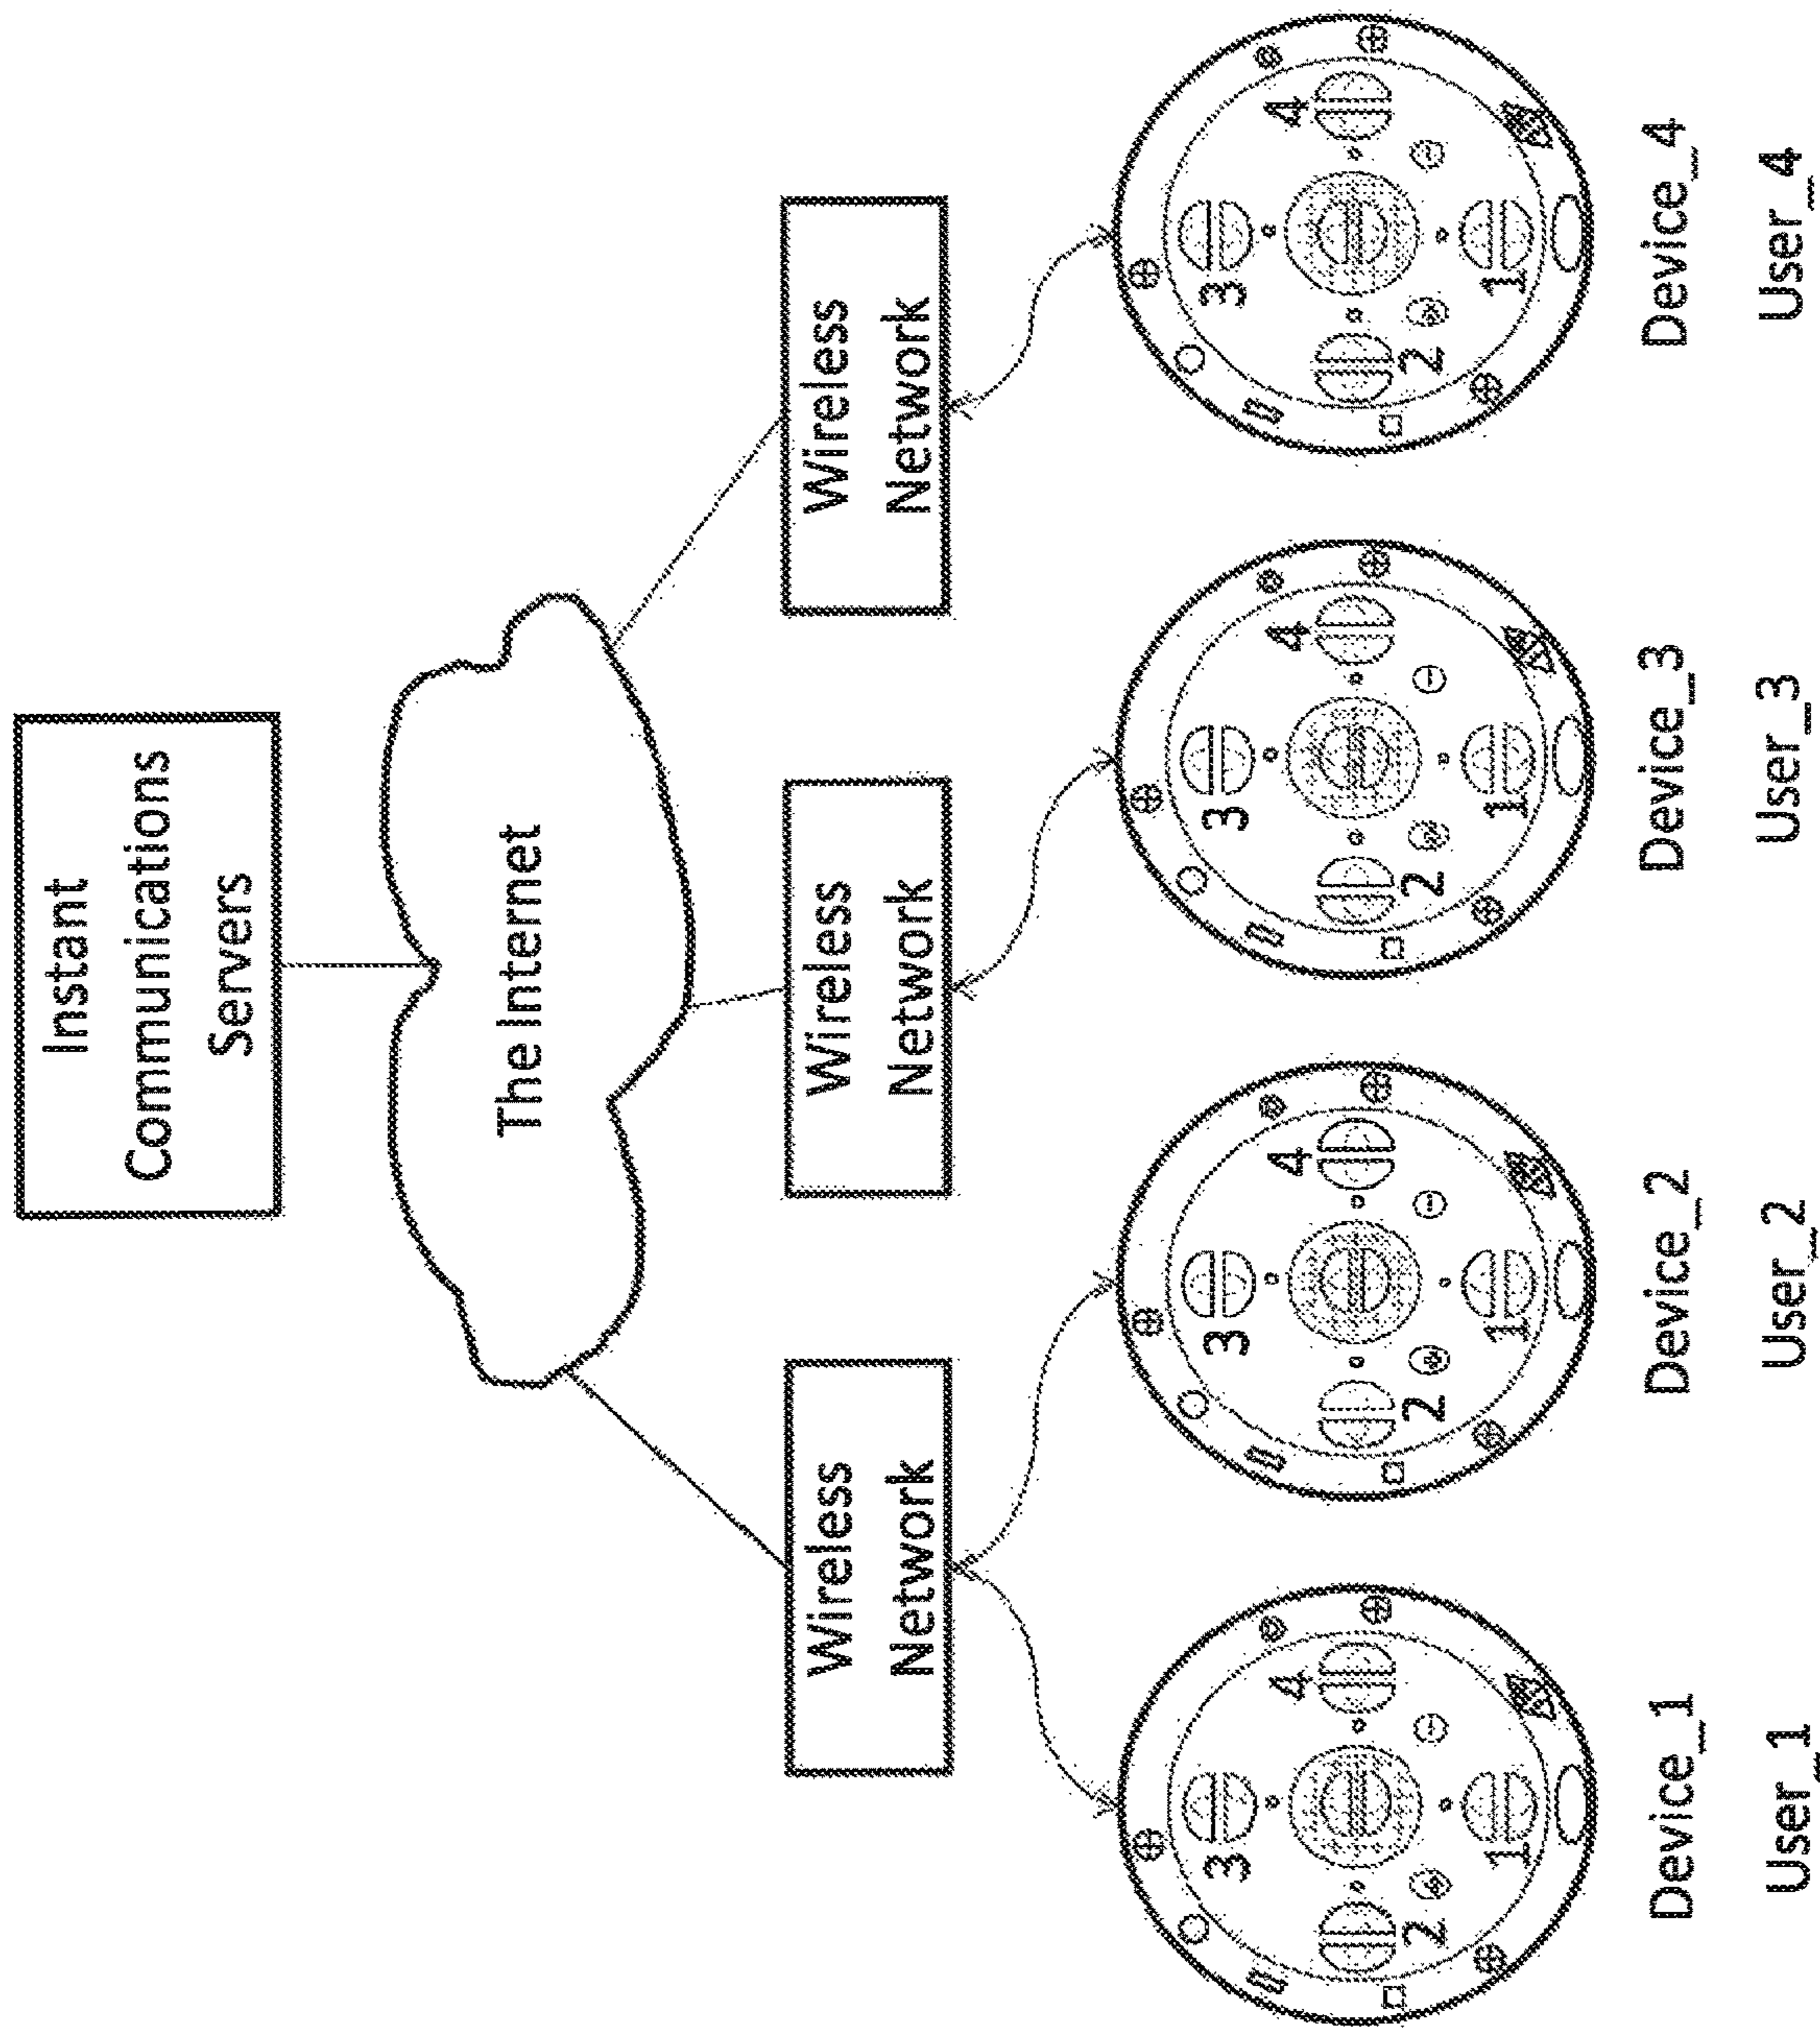 Instant
Communications
Servers
The Internet
Wireless
Network
Wireless
Network
Wireless
Network
3
4
2
1
3
4
2
1
3
4
2
1
3
4
2
1
Device_1
Device_2
Device_3
Device_4
User_1
User_2
User_3
User_4